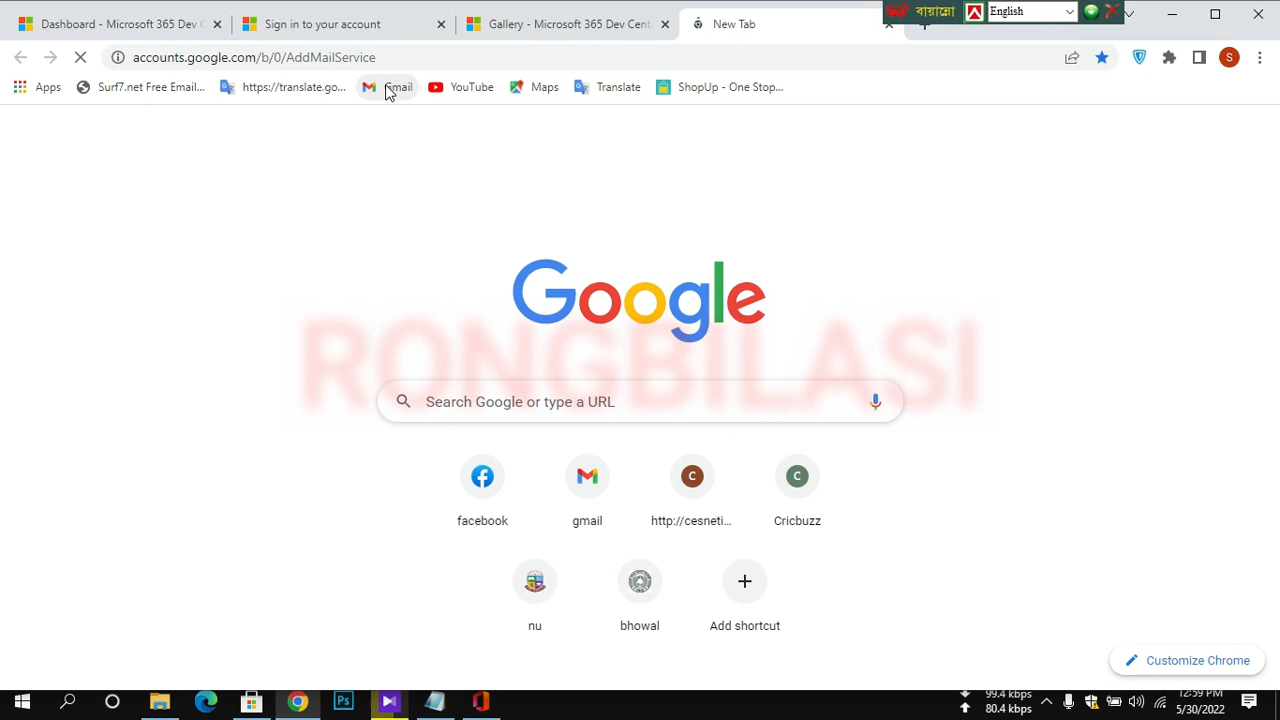 Dashboard - Microsoft 365 D
n in to your account
Gallery - Microsoft 365 Dev Cent
New Tab
বায়ান্নো
English
accounts.google.com/b/0/AddMailService
S
Apps
Surf7.net Free Email...
https://translate.go...
Gmail
YouTube
Maps
Translate
ShopUp - One Stop...
Google
RONGBILASI
Search Google or type a URL
C
C
facebook
gmail
http://cesneti...
Cricbuzz
nu
bhowal
Add shortcut
Customize Chrome
Ps
99.4 kbps
80.4 kbps
12:59 PM
5/30/2022